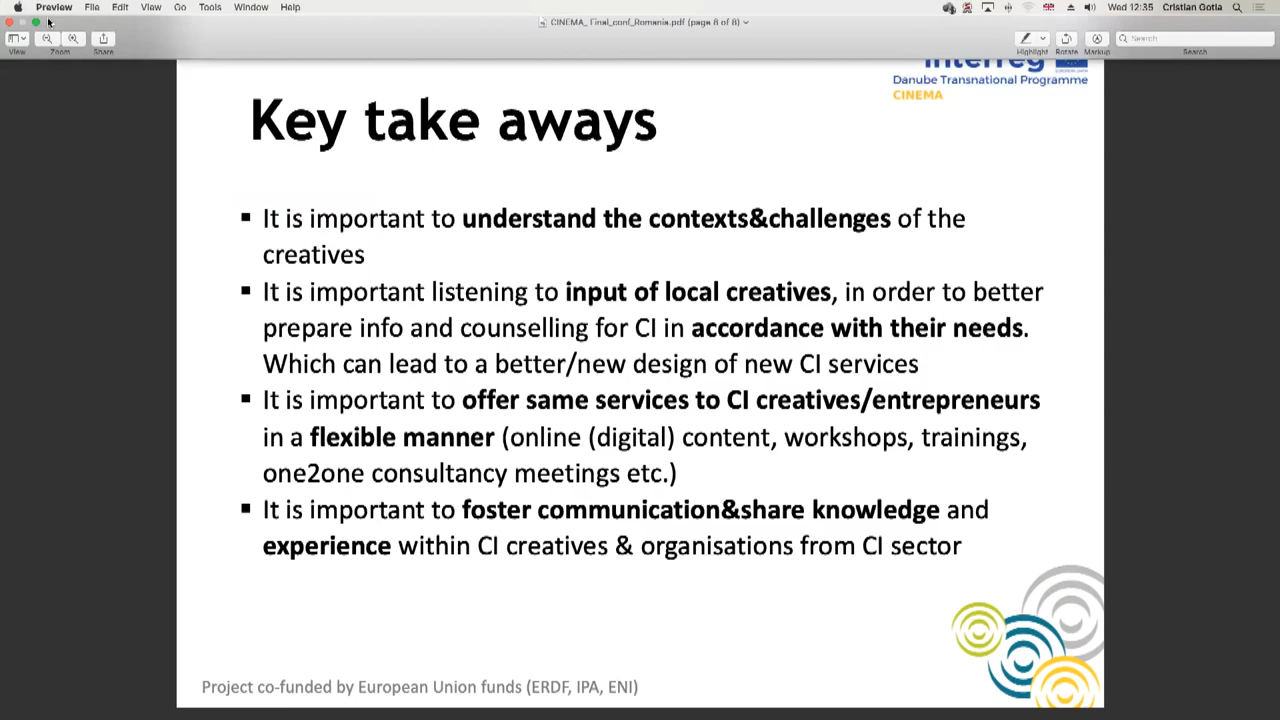 Preview File Edit View Go Tools Window Help Wed 12:35 Cristian Gotia
CINEMA_ Final_conf_Romania.pdf (page 8 of 8)
View Zoom Share Highlight Rotate Markup Search
Search
Interreg
Danube Transnational Programme
CINEMA
Key take aways
▪ It is important to understand the contexts&challenges of the
creatives
▪ It is important listening to input of local creatives, in order to better
prepare info and counselling for CI in accordance with their needs.
Which can lead to a better/new design of new CI services
▪ It is important to offer same services to CI creatives/entrepreneurs
in a flexible manner (online (digital) content, workshops, trainings,
one2one consultancy meetings etc.)
▪ It is important to foster communication&share knowledge and
experience within CI creatives & organisations from CI sector
Project co-funded by European Union funds (ERDF, IPA, ENI)